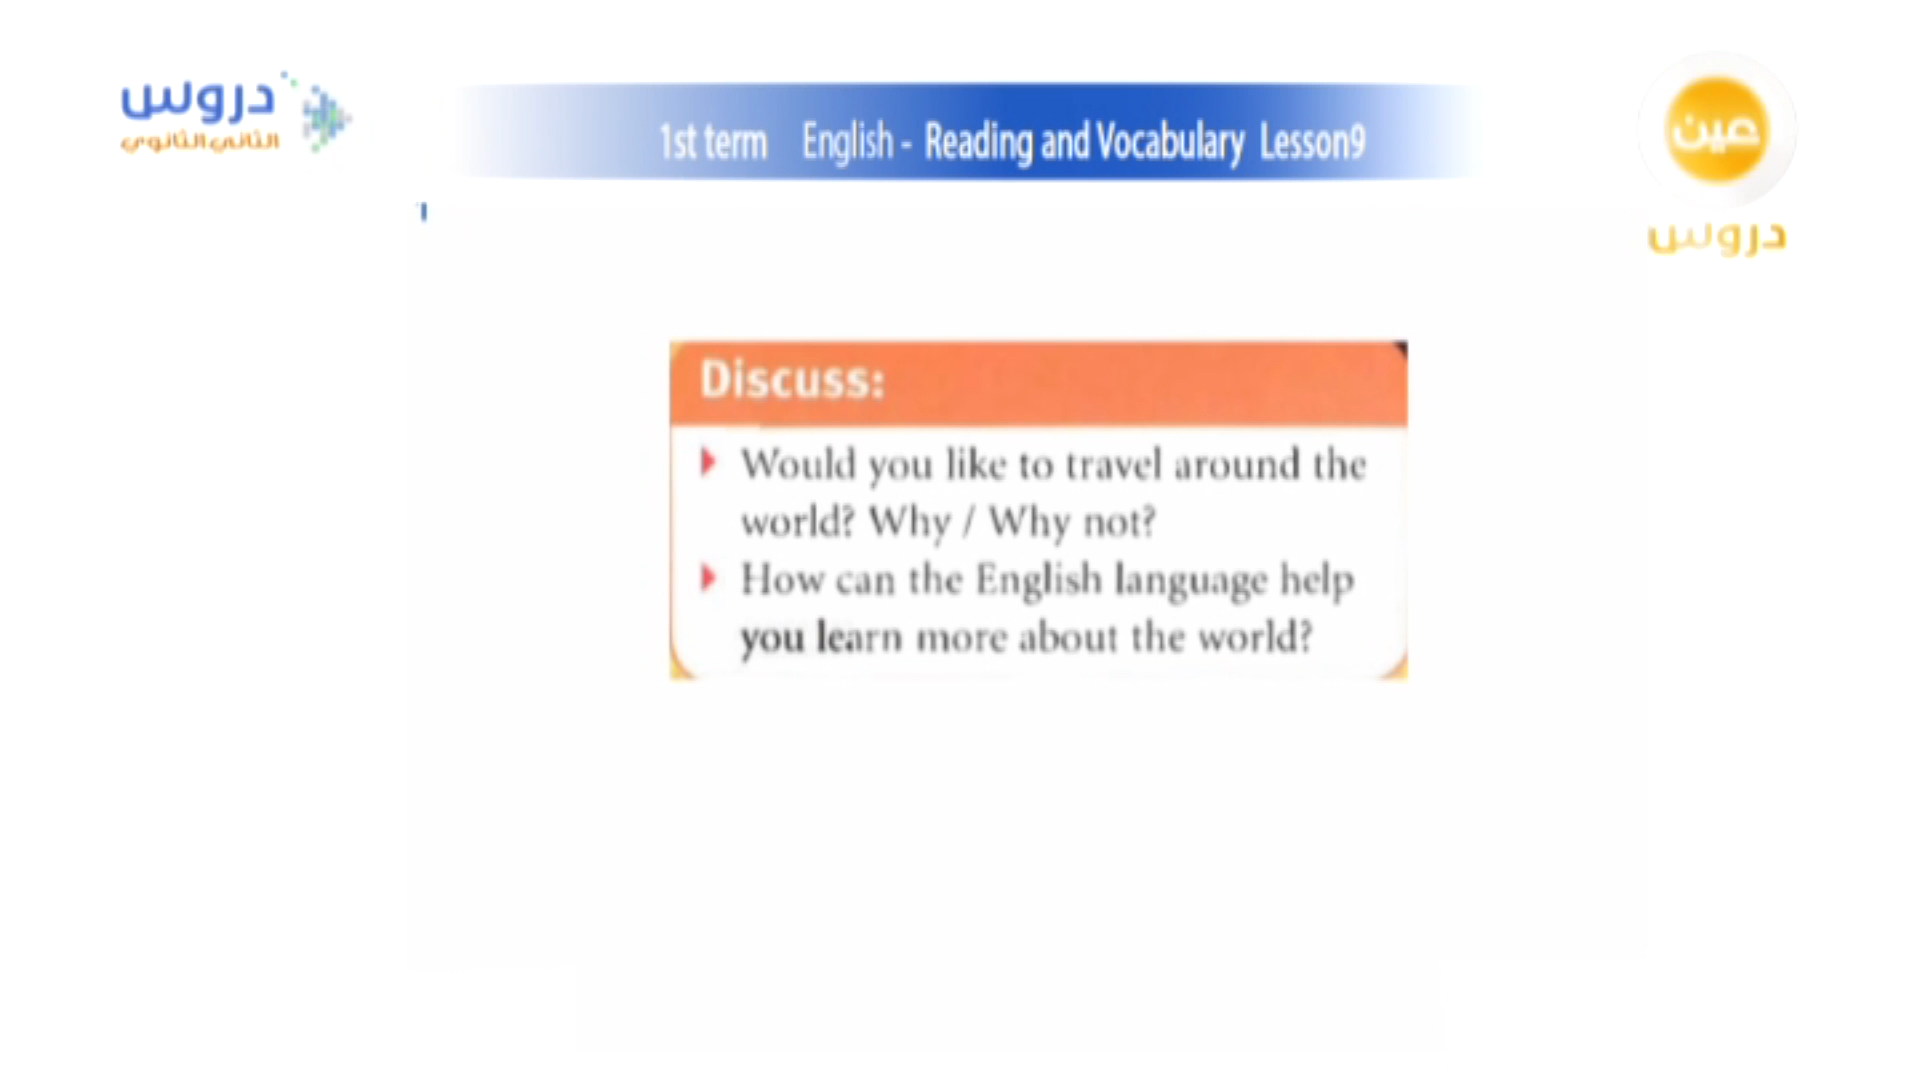 دروس
الثاني الثانوي
1st term English - Reading and Vocabulary Lesson9
عين
دروس
Discuss:
Would you like to travel around the
world? Why / Why not?
How can the English language help
you learn more about the world?